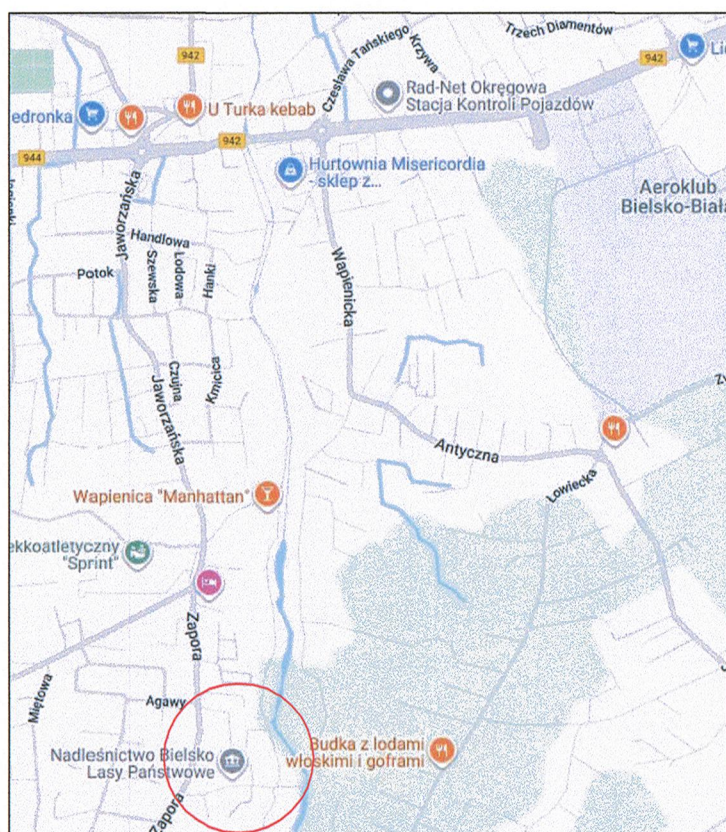 Trzech Diamentów
942
Czesława Tańskiego
Krzywa
942
Rad-Net Okręgowa
Stacja Kontroli Pojazdów
edronka
U Turka kebab
944
942
Hurtownia Misericordia
- sklep z...
Aeroklub
Bielsko-Biała
Jaworzańska
Handlowa
Szewska
Lodowa
Hanki
Potok
Wapienicka
Czujna
Kmicica
Jaworzańska
Antyczna
Łowiecka
Wapienica "Manhattan"
ekkoatletyczny
"Sprint"
Zapora
Miętowa
Agawy
Nadleśnictwo Bielsko
Lasy Państwowe
Budka z lodami
włoskimi i goframi
Zapora